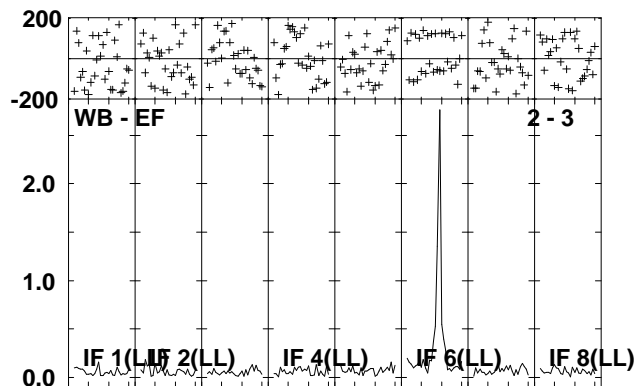 200
-200
WB - EF 2 - 3
2.0
1.0
IF 1(LL) IF 2(LL) IF 4(LL) IF 6(LL) IF 8(LL)
0.0